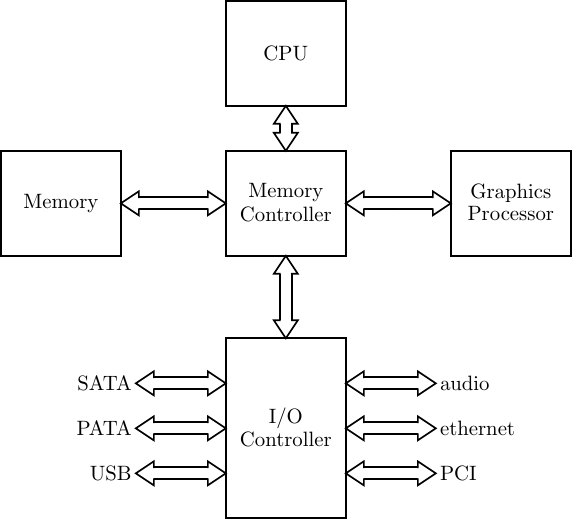 CPU
Memory
Memory
Controller
Graphics
Processor
SATA
PATA
USB
I/O
Controller
audio
ethernet
PCI